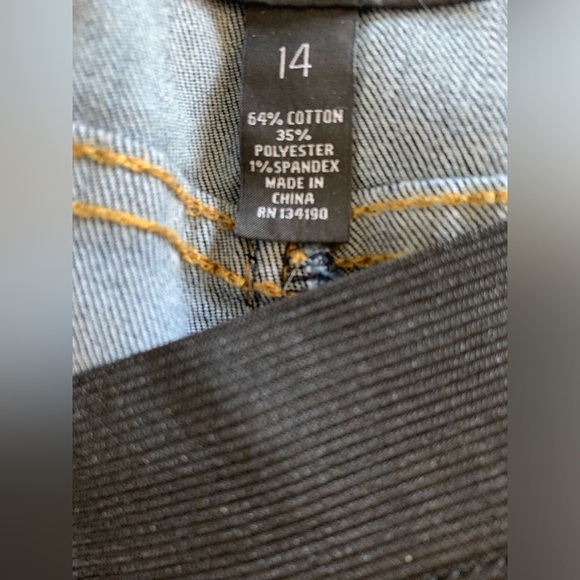 14
64% COTTON
35%
POLYESTER
1% SPANDEX
MADE IN
CHINA
RN 134190